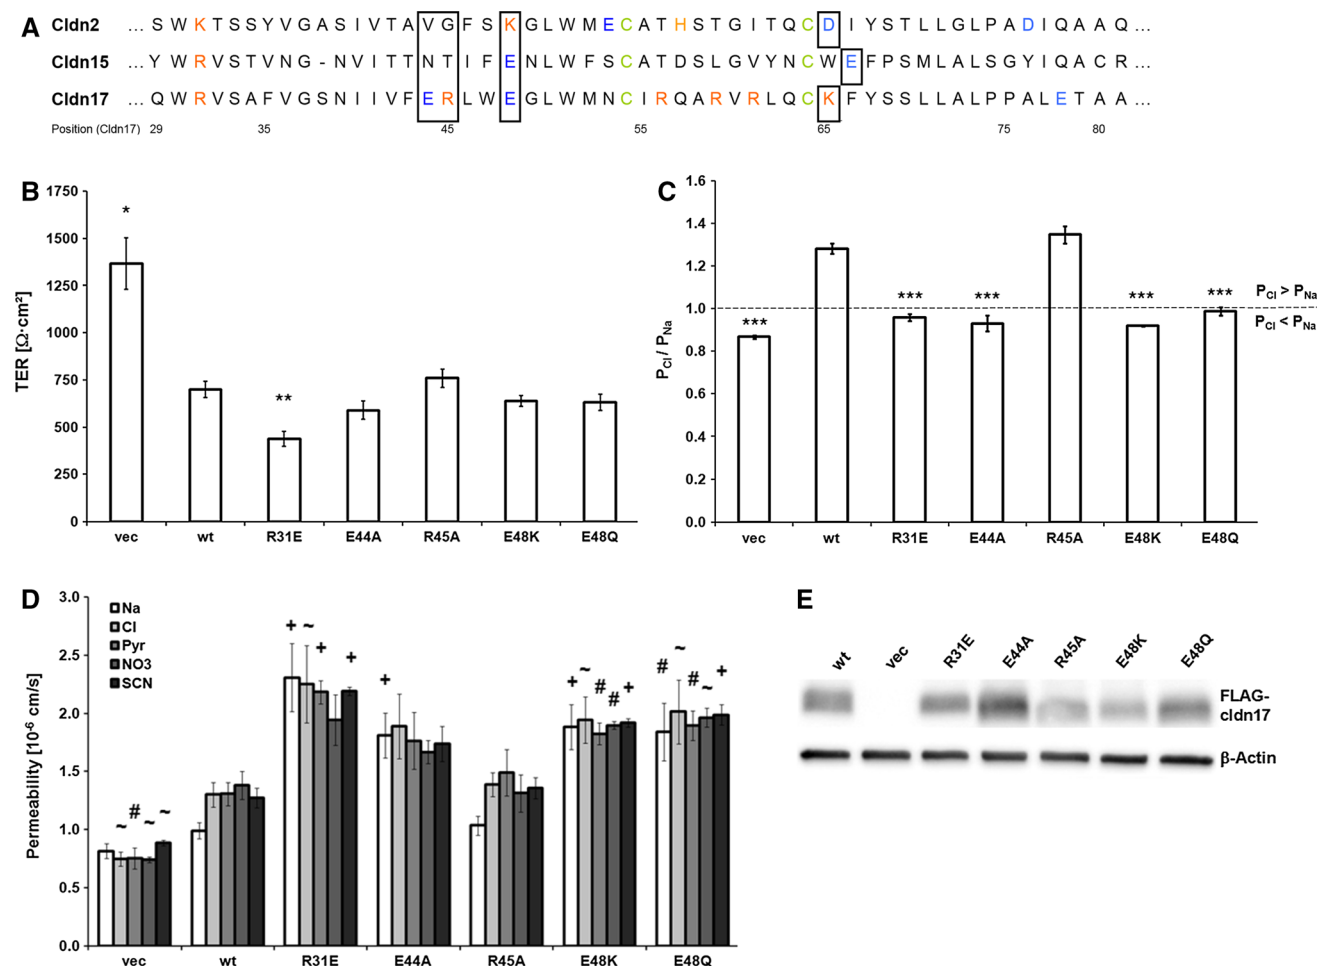 A
Cldn2 ... S W K T S S Y V G A S I V T A V G F S K G L W M E C A T H S T G I T Q C D I Y S T L L G L P A D I Q A A Q ...
Cldn15 ... Y W R V S T V N G - N V I T T N T I F E N L W F S C A T D S L G V Y N C W E F P S M L A L S G Y I Q A C R ...
Cldn17 ... Q W R V S A F V G S N I I V F E R L W E G L W M N C I R Q A R V R L Q C K F Y S S L L A L P P A L E T A A ...
Position (Cldn17) 29 35 45 55 65 75 80
B
TER [Ω·cm²]
1750
1500
1250
1000
750
500
250
0
*
**
vec wt R31E E44A R45A E48K E48Q
C
P_Cl / P_Na
1.6
1.4
1.2
1.0
0.8
0.6
0.4
0.2
0.0
*** *** *** *** ***
P_Cl > P_Na
P_Cl < P_Na
vec wt R31E E44A R45A E48K E48Q
D
Permeability [10⁻⁶ cm/s]
3.0
2.5
2.0
1.5
1.0
0.5
0.0
Na
Cl
Pyr
NO3
SCN
~ # ~ ~
+ ~ + +
+
+ ~ # # +
# ~ # ~ +
vec wt R31E E44A R45A E48K E48Q
E
wt vec R31E E44A R45A E48K E48Q
FLAG-
cldn17
β-Actin